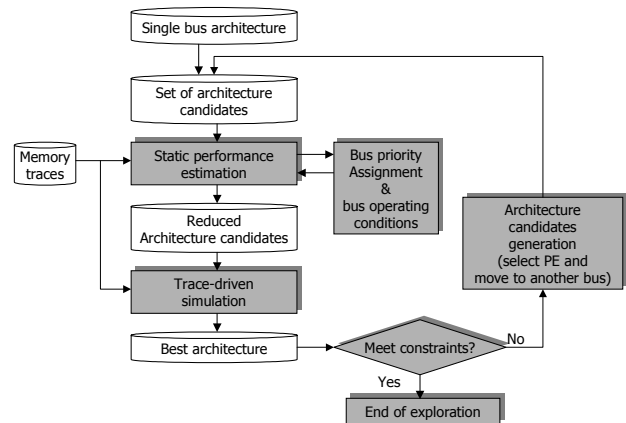 Single bus architecture
Set of architecture
candidates
Memory
traces
Static performance
estimation
Bus priority
Assignment
&
bus operating
conditions
Reduced
Architecture candidates
Architecture
candidates
generation
(select PE and
move to another bus)
Trace-driven
simulation
Best architecture
Meet constraints?
No
Yes
End of exploration